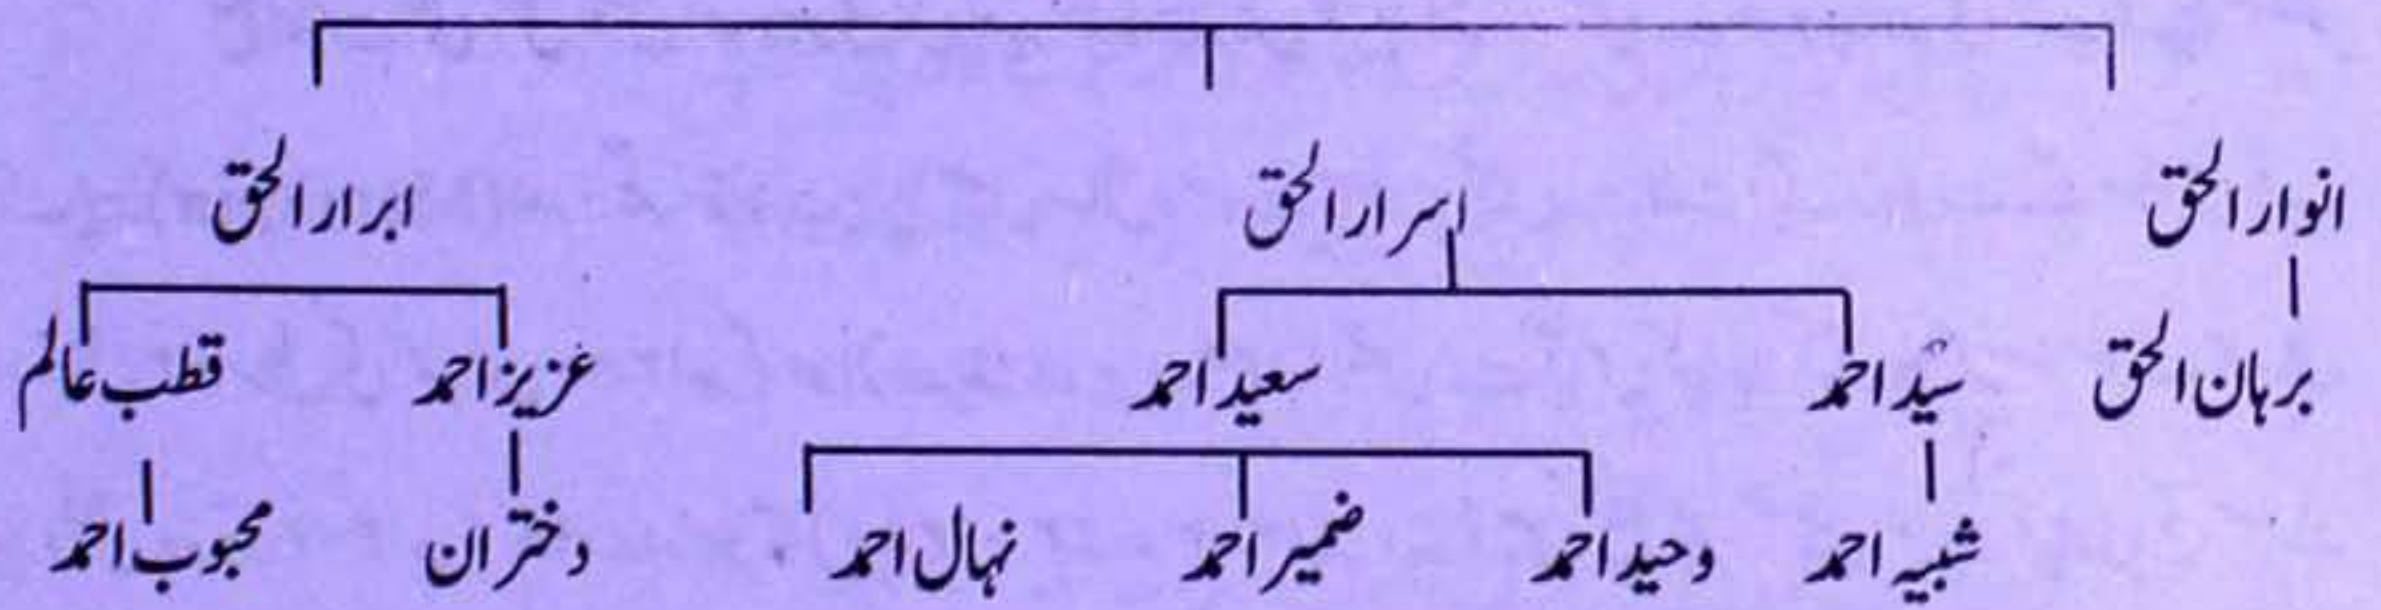 انوار الحق اسرار الحق ابرار الحق
برہان الحق سیّد احمد سعید احمد عزیز احمد قطب عالم
شبیہ احمد وحید احمد ضمیر احمد نہال احمد دختران محبوب احمد